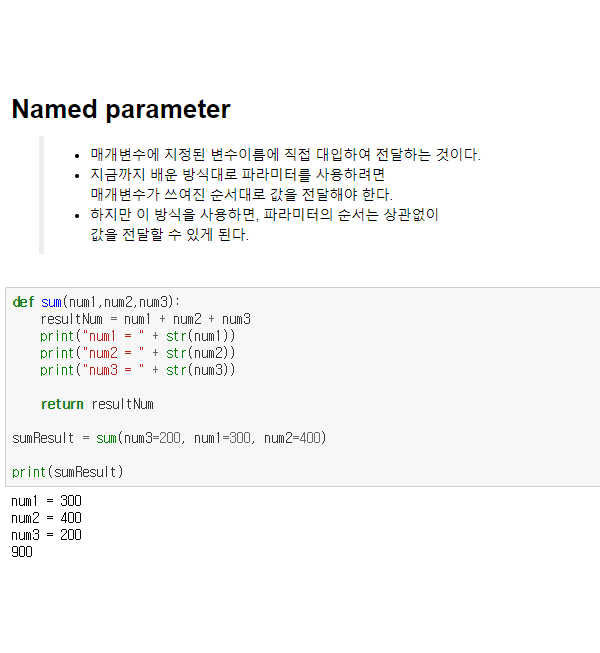 Named parameter
매개변수에 지정된 변수이름에 직접 대입하여 전달하는 것이다.
지금까지 배운 방식대로 파라미터를 사용하려면
매개변수가 쓰여진 순서대로 값을 전달해야 한다.
하지만 이 방식을 사용하면, 파라미터의 순서는 상관없이
값을 전달할 수 있게 된다.
def sum(num1,num2,num3):
    resultNum = num1 + num2 + num3
    print("num1 = " + str(num1))
    print("num2 = " + str(num2))
    print("num3 = " + str(num3))
    return resultNum
sumResult = sum(num3=200, num1=300, num2=400)
print(sumResult)
num1 = 300
num2 = 400
num3 = 200
900